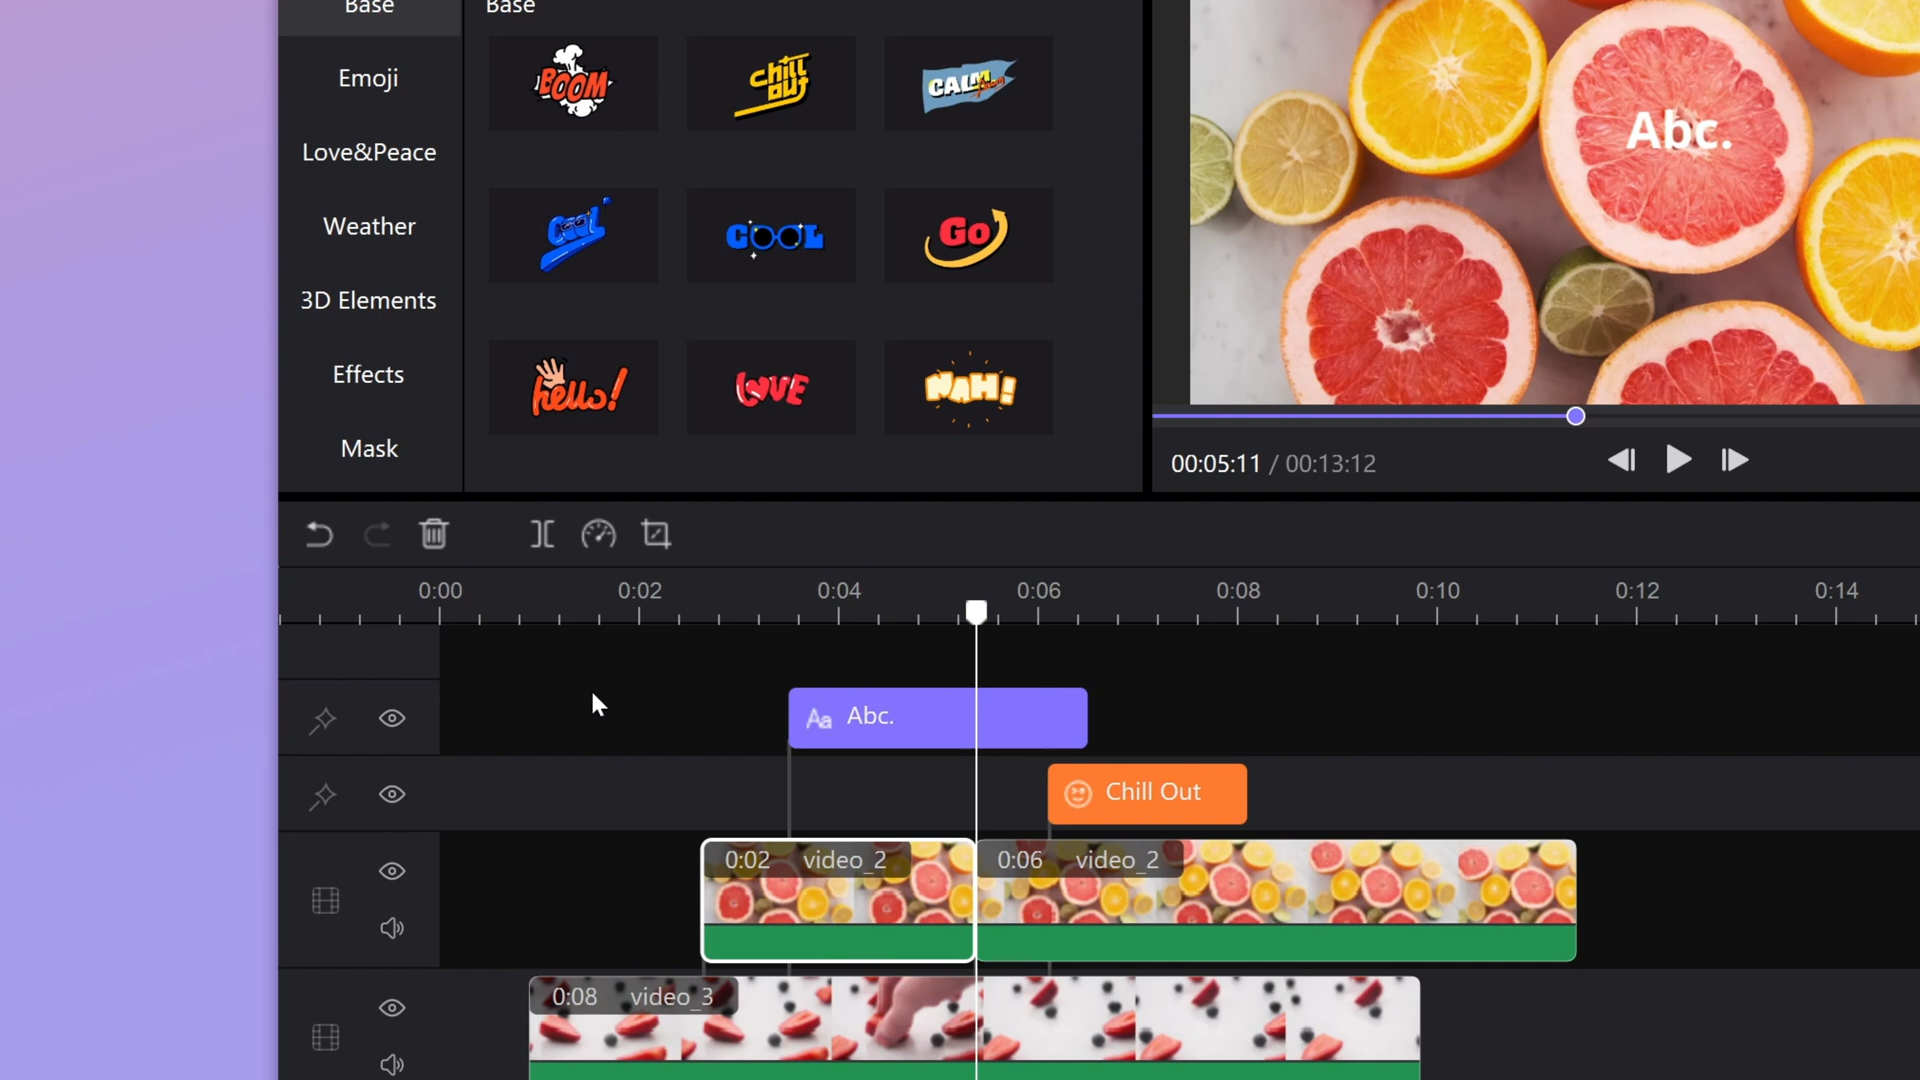 Base
Base
Emoji
Love&Peace
Weather
3D Elements
Effects
Mask
BOOM
chill out
CALM
COOL
COOL
GO
hello!
LOVE
NAH!
Abc.
00:05:11 / 00:13:12
0:00 0:02 0:04 0:06 0:08 0:10 0:12 0:14
Aa Abc.
Chill Out
0:02 video_2
0:06 video_2
0:08 video_3